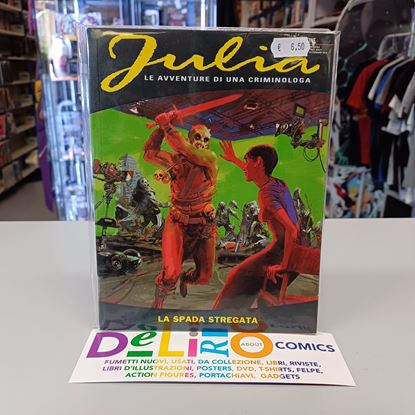 Julia
€ 6,50
LE AVVENTURE DI UNA CRIMINOLOGA
LA SPADA STREGATA
DeLiRO ABOUT COMICS
FUMETTI NUOVI, USATI, DA COLLEZIONE, LIBRI, RIVISTE,
LIBRI D'ILLUSTRAZIONI, POSTERS, DVD, T-SHIRTS, FELPE,
ACTION FIGURES, PORTACHIAVI, GADGETS